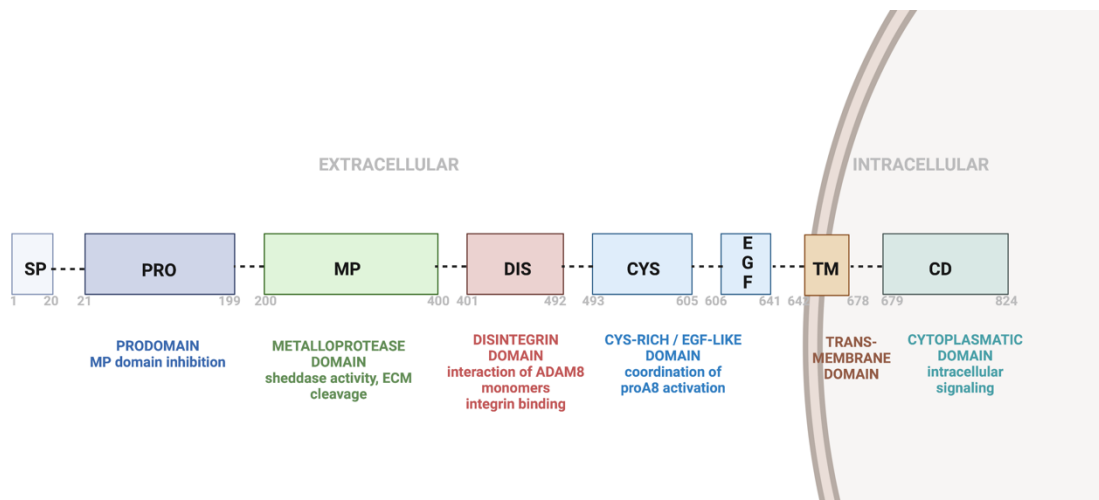 EXTRACELLULAR
INTRACELLULAR
SP
PRO
MP
DIS
CYS
E
G
F
TM
CD
1 20 21 199 200 400 401 492 493 605 606 641 678 679 824
PRODOMAIN
MP domain inhibition
METALLOPROTEASE
DOMAIN
sheddase activity, ECM
cleavage
DISINTEGRIN
DOMAIN
interaction of ADAM8
monomers
integrin binding
CYS-RICH / EGF-LIKE
DOMAIN
coordination of
proA8 activation
TRANS-
MEMBRANE
DOMAIN
CYTOPLASMATIC
DOMAIN
intracellular
signaling